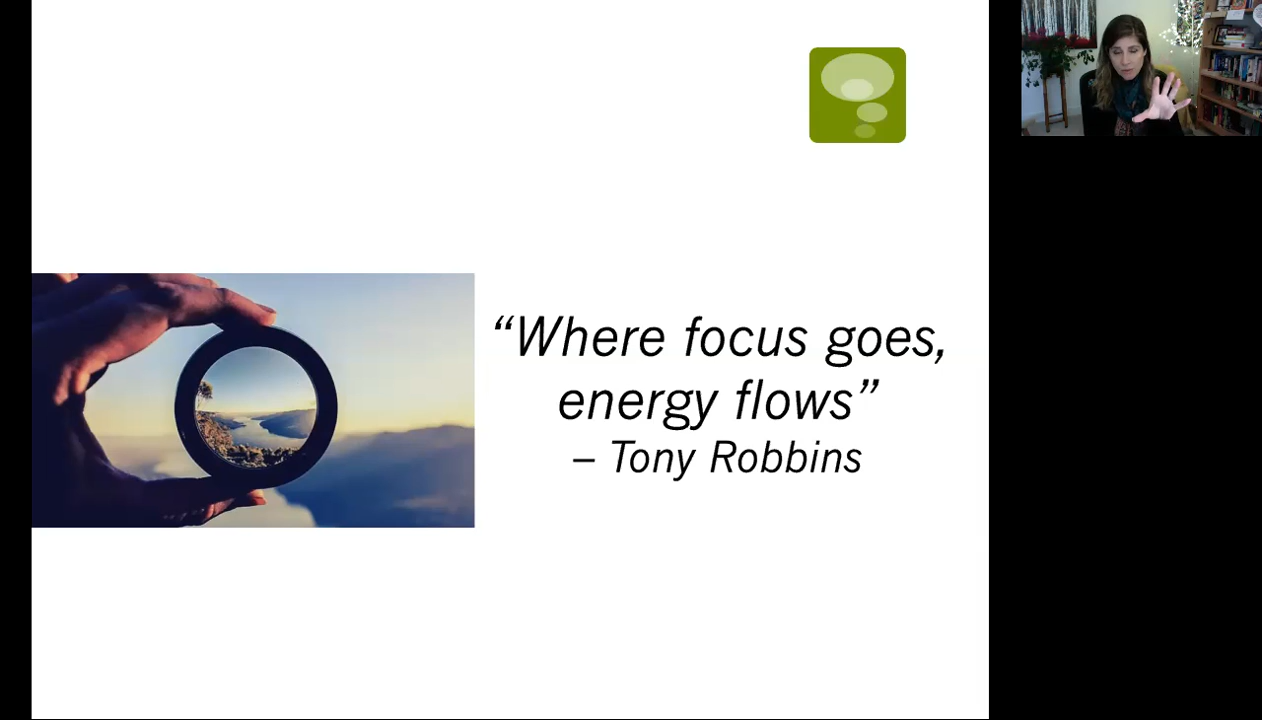 “Where focus goes,
energy flows”
– Tony Robbins